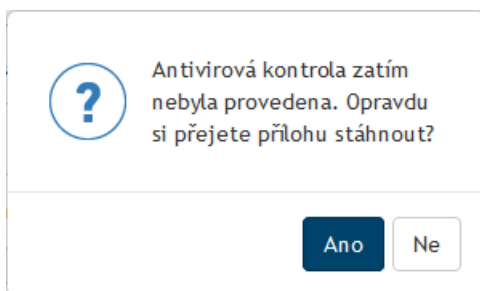 ?
Antivirová kontrola zatím
nebyla provedena. Opravdu
si přejete přílohu stáhnout?
Ano
Ne